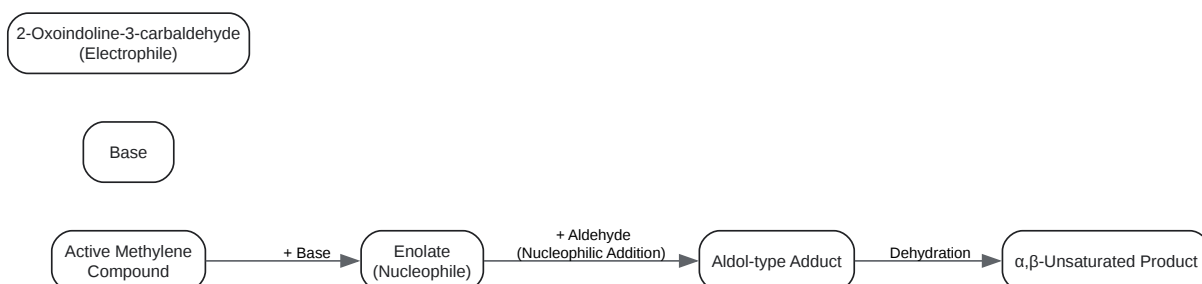 2-Oxoindoline-3-carbaldehyde
(Electrophile)
Base
Active Methylene
Compound
+ Base
Enolate
(Nucleophile)
+ Aldehyde
(Nucleophilic Addition)
Aldol-type Adduct
Dehydration
α,β-Unsaturated Product